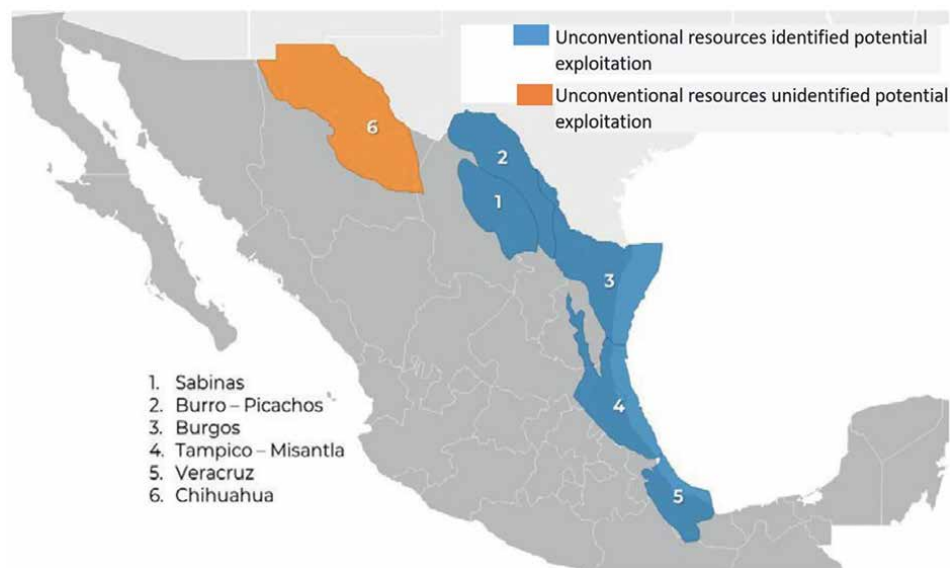 Unconventional resources identified potential
exploitation
Unconventional resources unidentified potential
exploitation
6
2
1
3
4
5
1. Sabinas
2. Burro – Picachos
3. Burgos
4. Tampico – Misantla
5. Veracruz
6. Chihuahua